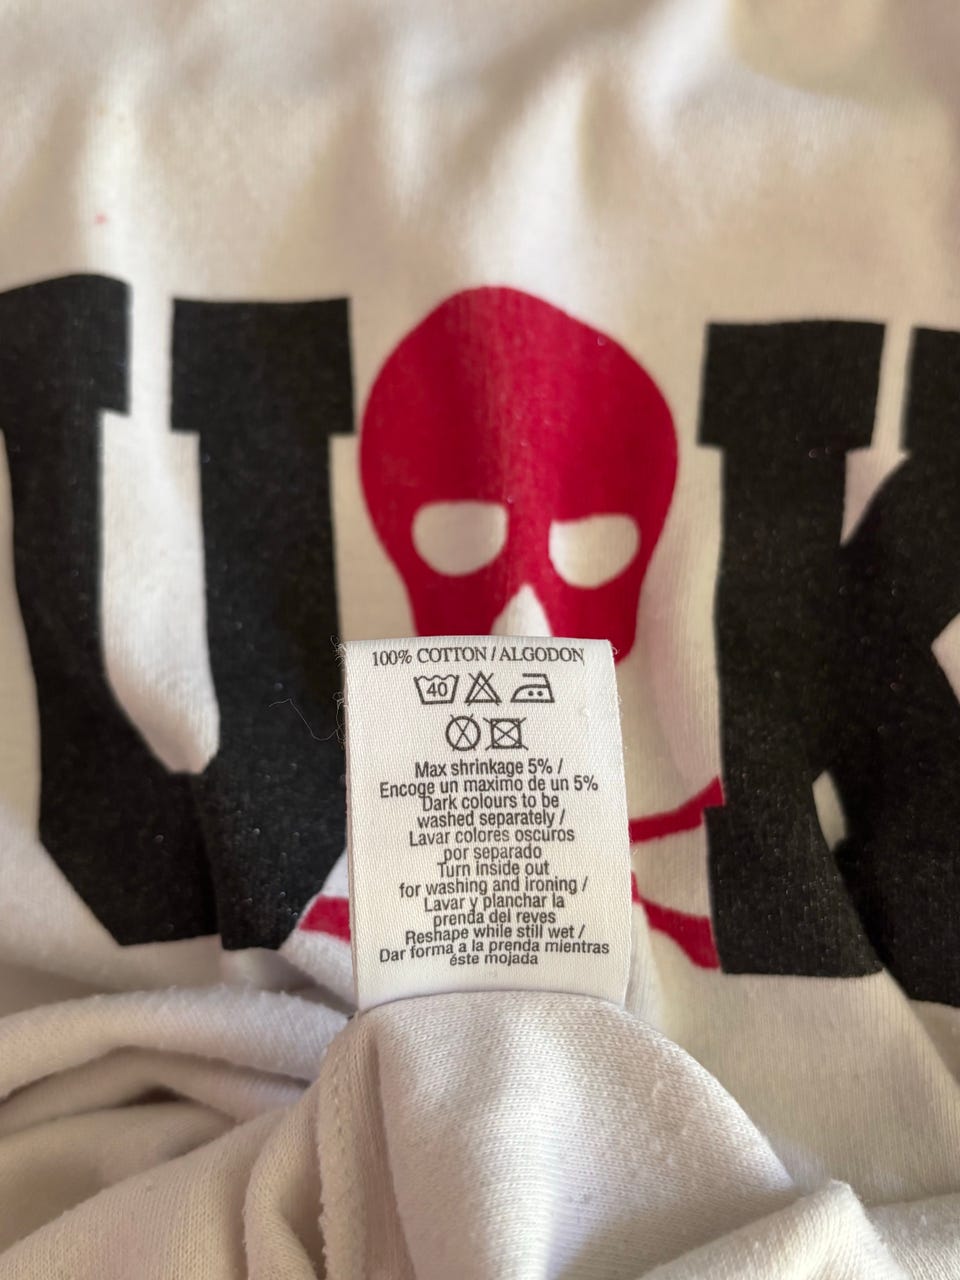 U K
100% COTTON / ALGODON
40
Max shrinkage 5% /
Encoge un maximo de un 5%
Dark colours to be
washed separately /
Lavar colores oscuros
por separado
Turn inside out
for washing and ironing /
Lavar y planchar la
prenda del reves
Reshape while still wet /
Dar forma a la prenda mientras
éste mojada